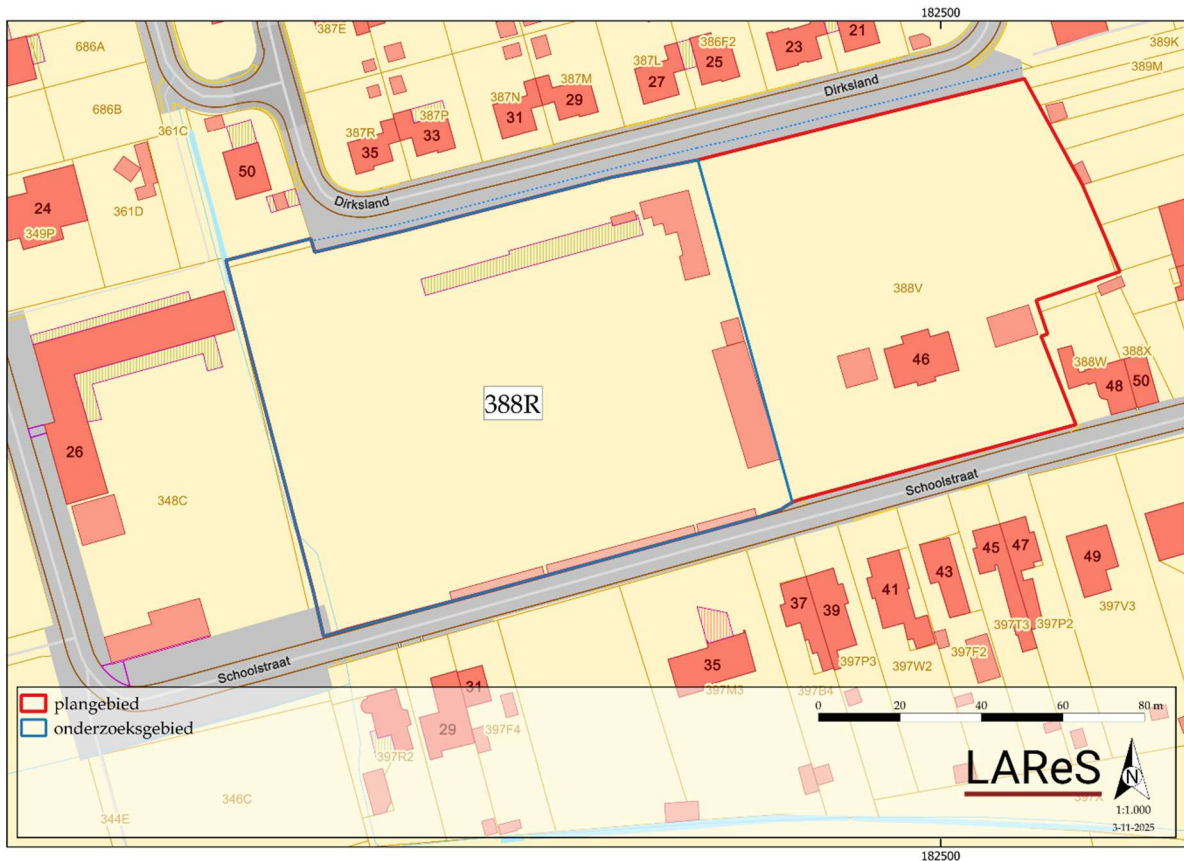 182500
387E
686A
686B
361C
361D
50
24
349P
387R
35
387P
33
387N
31
387M
29
387L
27
386F2
25
23
21
389K
389M
Dirksland
Dirksland
388V
388R
46
388W
388X
48
50
26
348C
Schoolstraat
Schoolstraat
37
39
41
43
45
47
49
35
397P3
397W2
397F2
397T3
397P2
397V3
397M3
397B4
31
29
397F4
397R2
346C
344E
397X
plangebied
onderzoeksgebied
0 20 40 60 80 m
LAReS
N
1:1.000
3-11-2025
182500